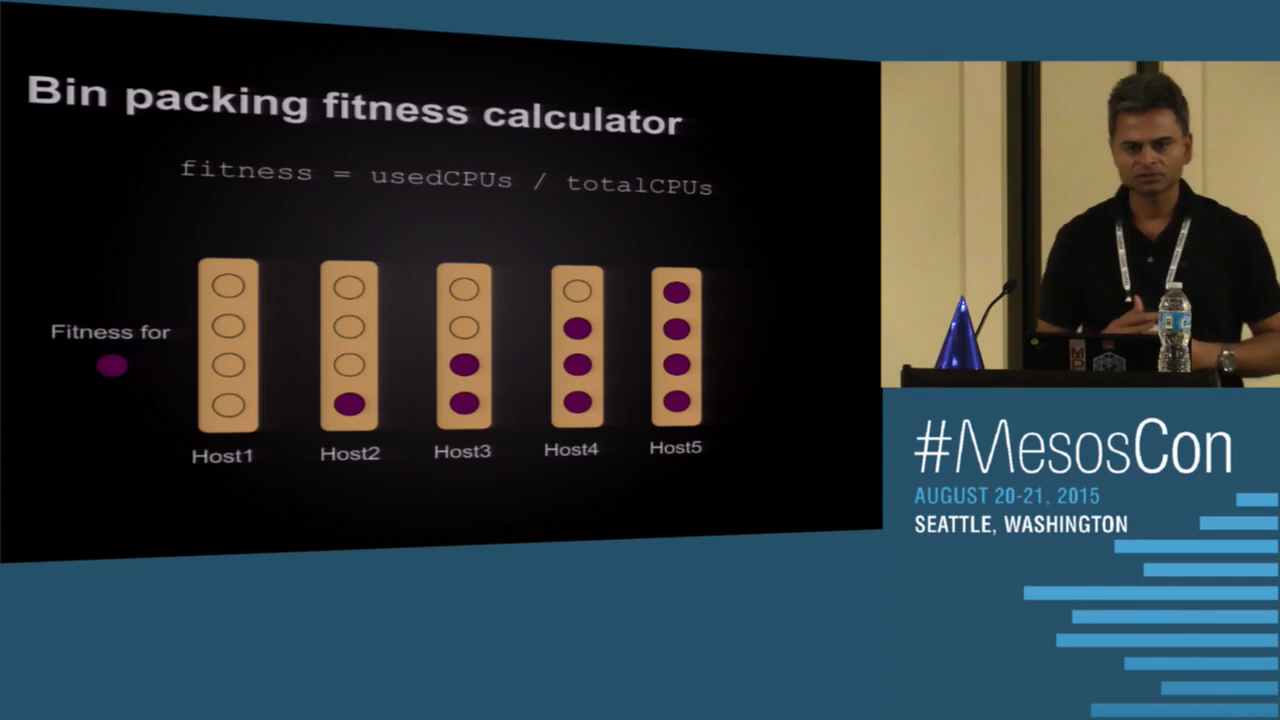 Bin packing fitness calculator
fitness = usedCPUs / totalCPUs
Fitness for
Host1
Host2
Host3
Host4
Host5
#MesosCon
AUGUST 20-21, 2015
SEATTLE, WASHINGTON